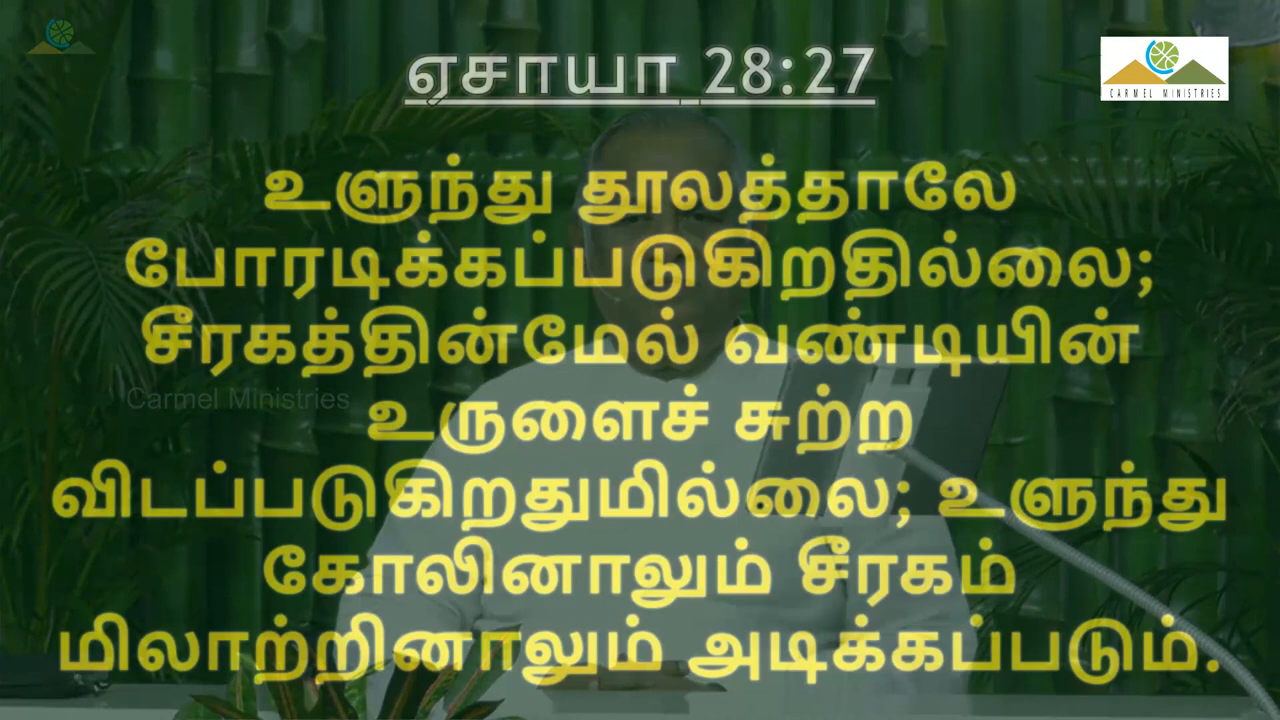 ஏசாயா 28:27
CARMEL MINISTRIES
உளுந்து தூலத்தாலே
போரடிக்கப்படுகிறதில்லை;
சீரகத்தின்மேல் வண்டியின்
Carmel Ministries
உருளைச் சுற்ற
விடப்படுகிறதுமில்லை; உளுந்து
கோலினாலும் சீரகம்
மிலாற்றினாலும் அடிக்கப்படும்.